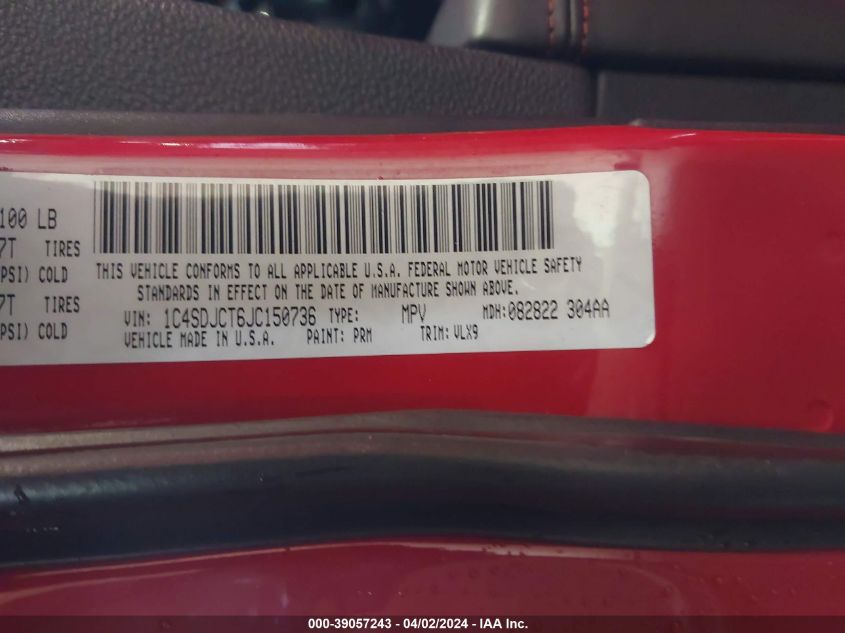 100 LB
7T TIRES
PSI) COLD
7T TIRES
PSI) COLD
THIS VEHICLE CONFORMS TO ALL APPLICABLE U.S.A. FEDERAL MOTOR VEHICLE SAFETY
STANDARDS IN EFFECT ON THE DATE OF MANUFACTURE SHOWN ABOVE.
VIN: 1C4SDJCT6JC150736 TYPE: MPV MDH: 082822 304AA
VEHICLE MADE IN U.S.A. PAINT: PRM TRIM: VLX9
000-39057243 - 04/02/2024 - IAA Inc.